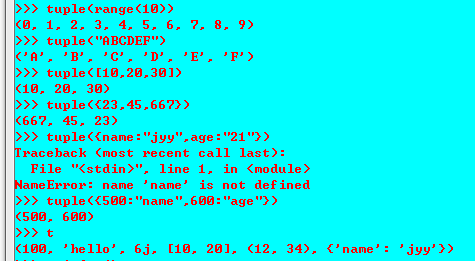 >>> tuple(range(10))
(0, 1, 2, 3, 4, 5, 6, 7, 8, 9)
>>> tuple("ABCDEF")
('A', 'B', 'C', 'D', 'E', 'F')
>>> tuple([10,20,30])
(10, 20, 30)
>>> tuple({23,45,667})
(667, 45, 23)
>>> tuple({name:"jyy",age:"21"})
Traceback (most recent call last):
  File "<stdin>", line 1, in <module>
NameError: name 'name' is not defined
>>> tuple({500:"name",600:"age"})
(500, 600)
>>> t
(100, 'hello', 6j, [10, 20], (12, 34), {'name': 'jyy'})